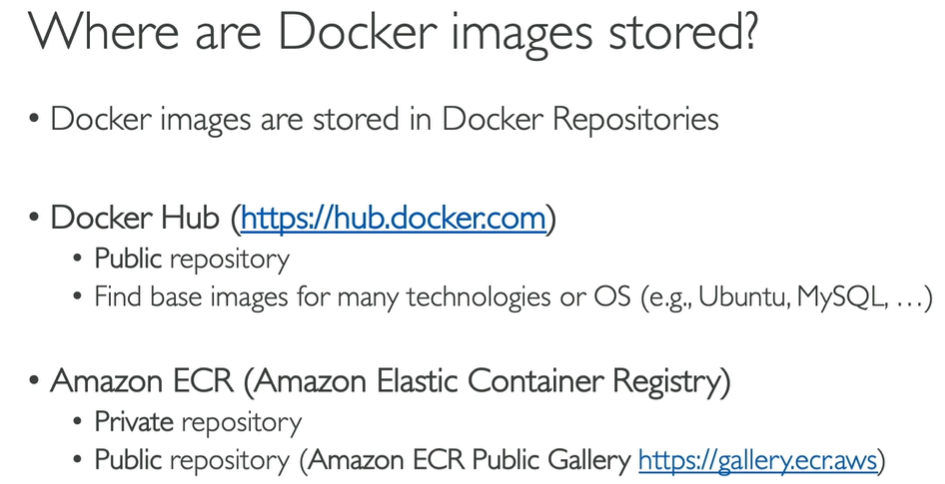 Where are Docker images stored?
• Docker images are stored in Docker Repositories
• Docker Hub (https://hub.docker.com)
• Public repository
• Find base images for many technologies or OS (e.g., Ubuntu, MySQL, …)
• Amazon ECR (Amazon Elastic Container Registry)
• Private repository
• Public repository (Amazon ECR Public Gallery https://gallery.ecr.aws)